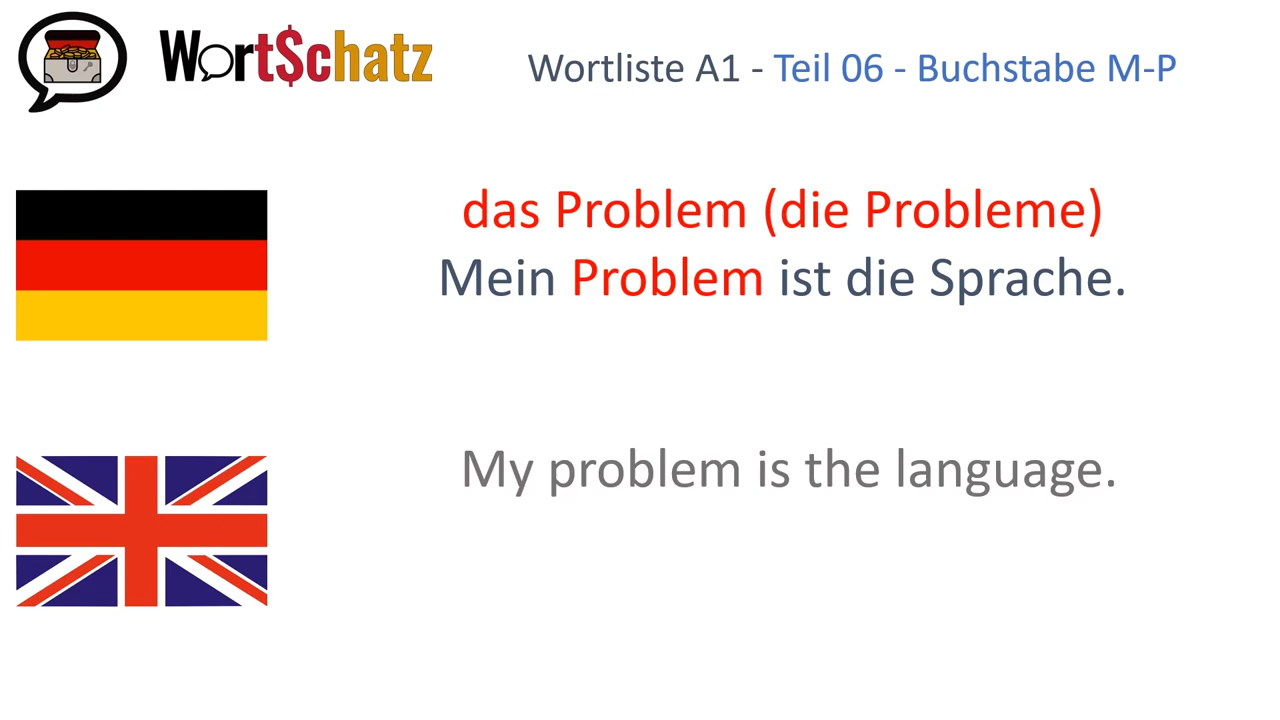 Wort$chatz
Wortliste A1 - Teil 06 - Buchstabe M-P
das Problem (die Probleme)
Mein Problem ist die Sprache.
My problem is the language.